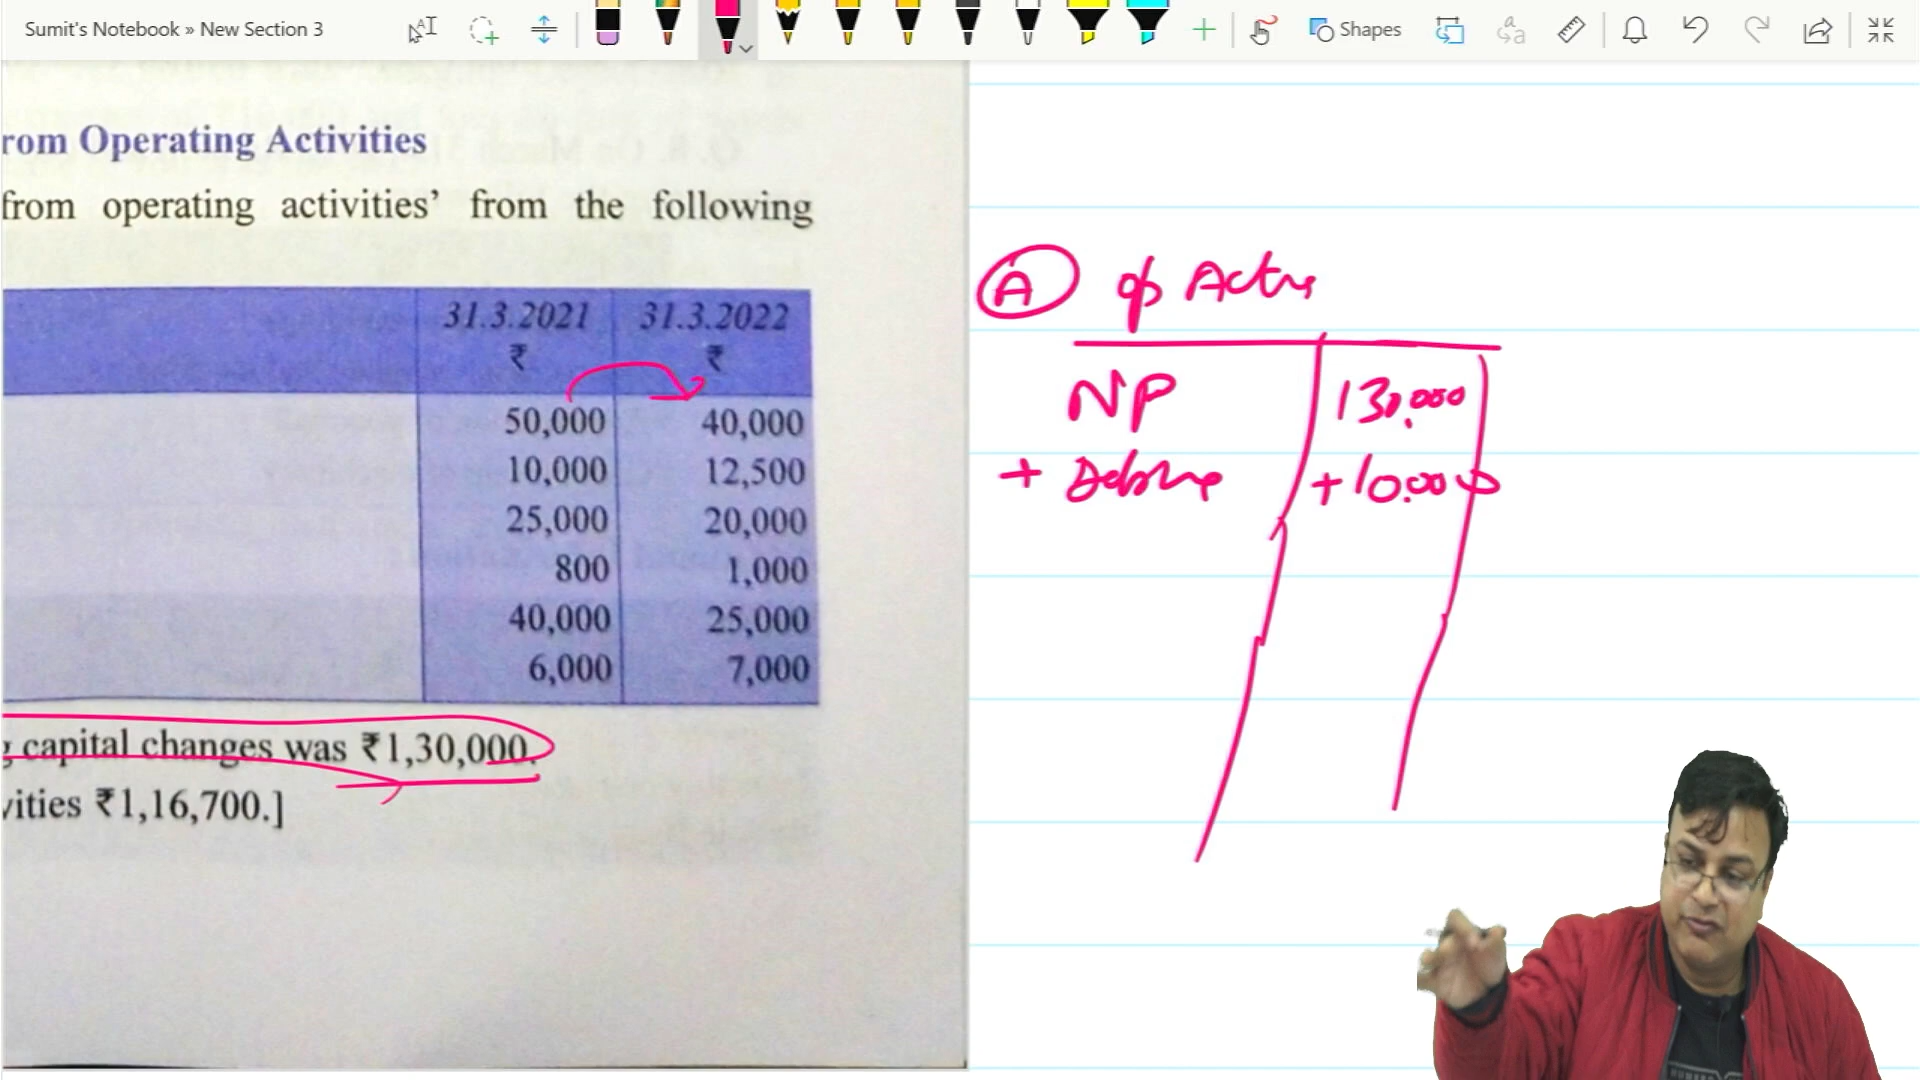 Sumit's Notebook » New Section 3
Shapes
rom Operating Activities
from operating activities' from the following
31.3.2021 31.3.2022
₹ ₹
50,000 40,000
10,000 12,500
25,000 20,000
800 1,000
40,000 25,000
6,000 7,000
capital changes was ₹1,30,000.
vities ₹1,16,700.]
A
NP 130,000
+ +10,000